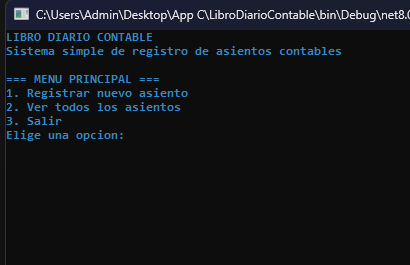 C:\Users\Admin\Desktop\App C\LibroDiarioContable\bin\Debug\net8.0
LIBRO DIARIO CONTABLE
Sistema simple de registro de asientos contables
=== MENU PRINCIPAL ===
1. Registrar nuevo asiento
2. Ver todos los asientos
3. Salir
Elige una opcion: